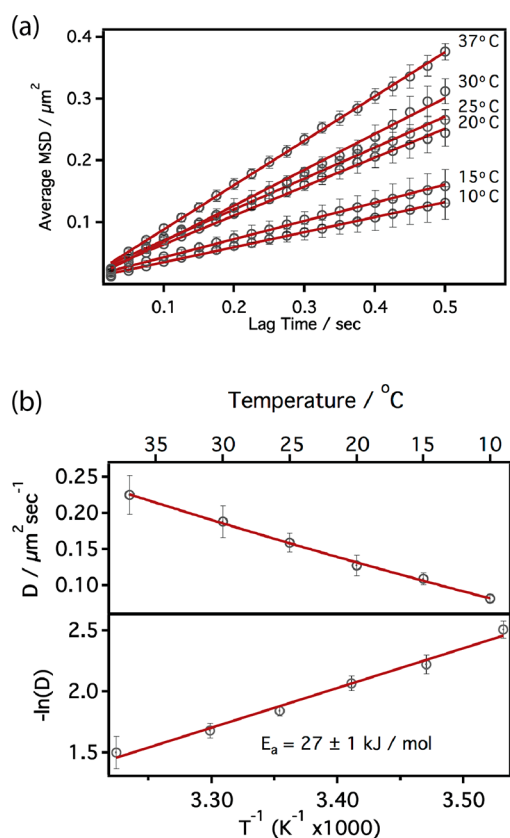 (a)
0.4
0.3
0.2
0.1
Average MSD / μm²
37° C
30° C
25° C
20° C
15° C
10° C
0.1 0.2 0.3 0.4 0.5
Lag Time / sec
(b)
Temperature / °C
35 30 25 20 15 10
0.25
0.20
0.15
0.10
D / μm² sec⁻¹
2.5
2.0
1.5
-ln(D)
Eₐ = 27 ± 1 kJ / mol
3.30 3.40 3.50
T⁻¹ (K⁻¹ x1000)